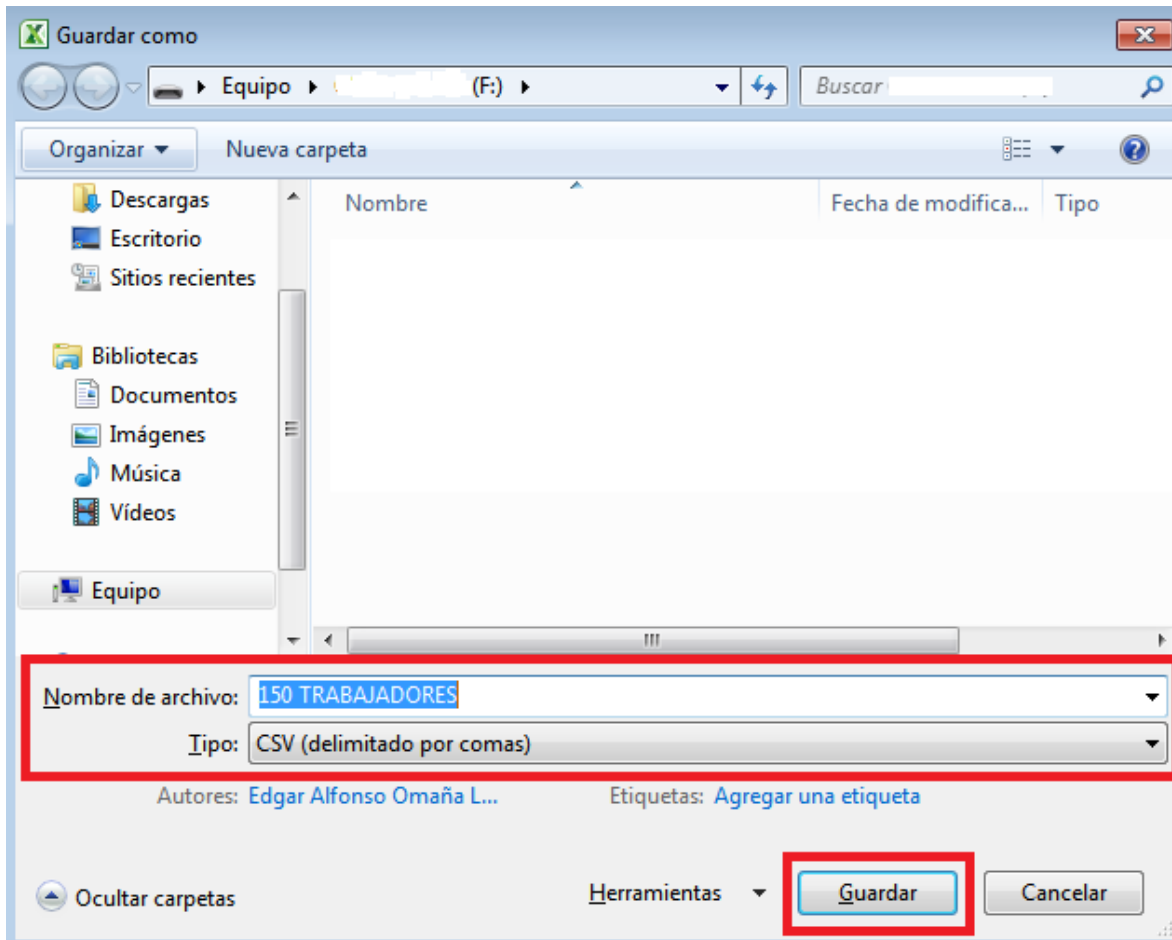 Guardar como
Equipo (F:)
Buscar
Organizar Nueva carpeta
Descargas
Escritorio
Sitios recientes
Bibliotecas
Documentos
Imágenes
Música
Vídeos
Equipo
Nombre Fecha de modifica... Tipo
Nombre de archivo: 150 TRABAJADORES
Tipo: CSV (delimitado por comas)
Autores: Edgar Alfonso Omaña L... Etiquetas: Agregar una etiqueta
Ocultar carpetas Herramientas Guardar Cancelar